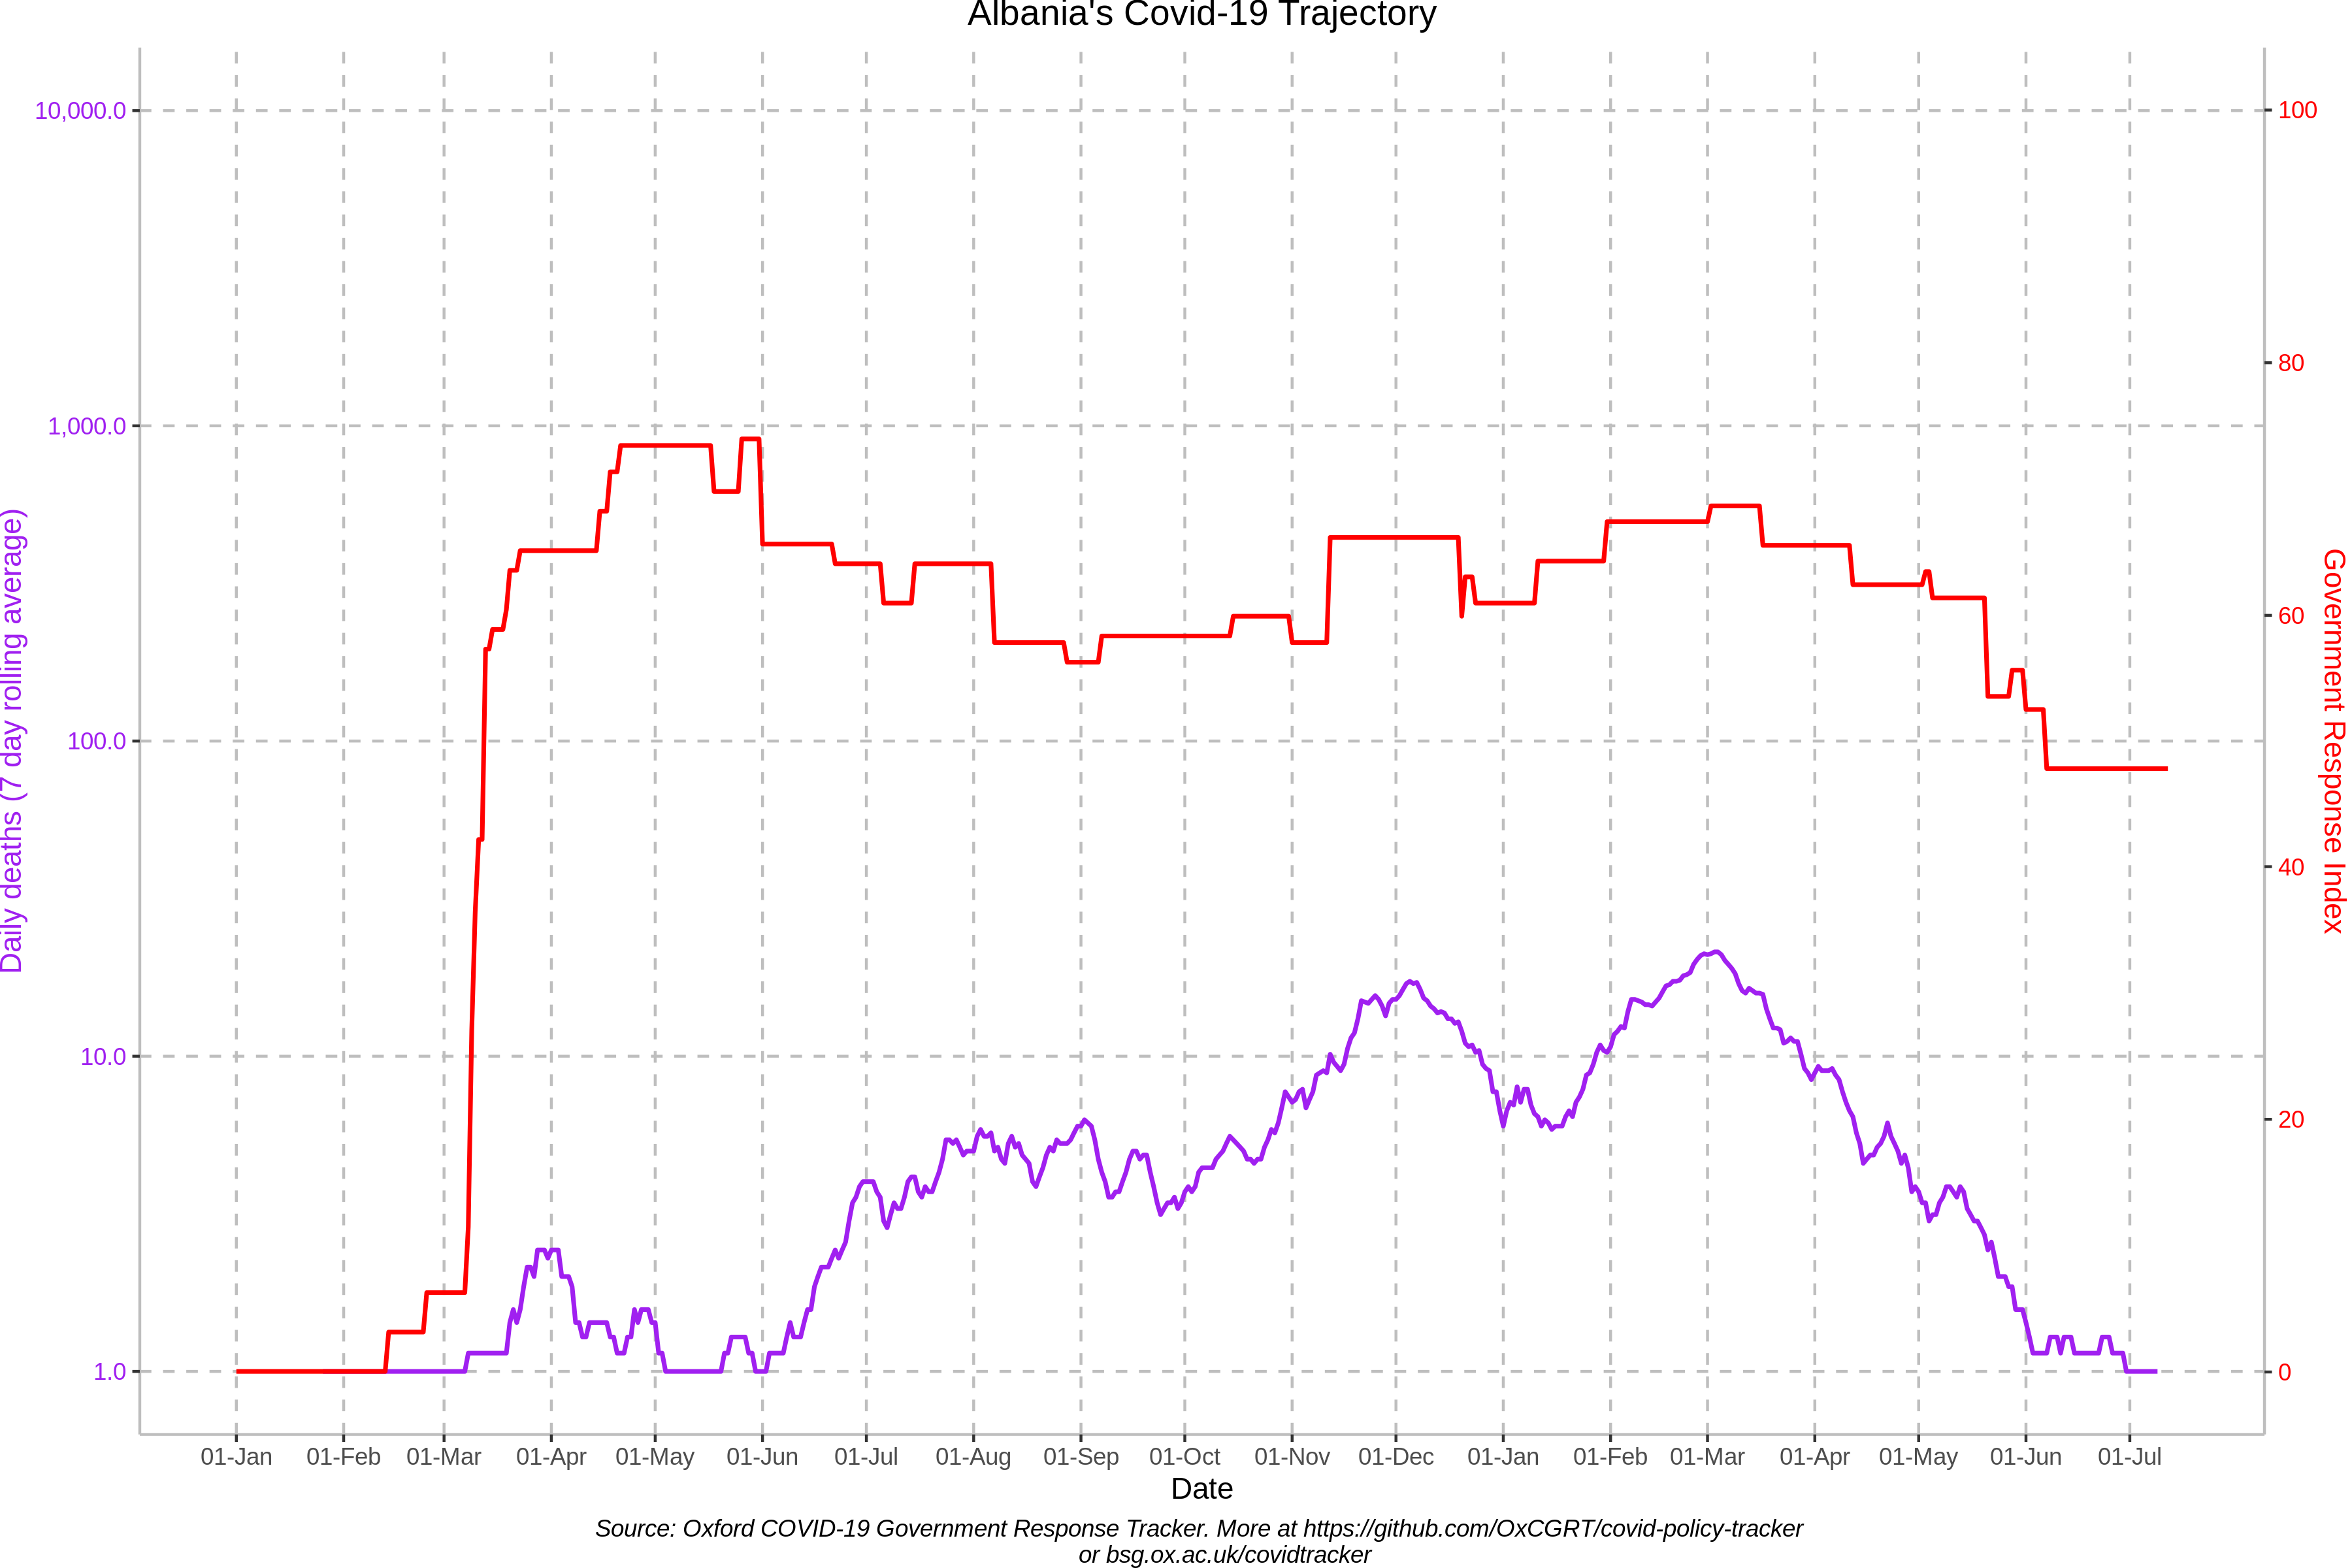 Albania's Covid-19 Trajectory
10,000.0
1,000.0
100.0
10.0
1.0
Daily deaths (7 day rolling average)
100
80
60
40
20
0
Government Response Index
01-Jan 01-Feb 01-Mar 01-Apr 01-May 01-Jun 01-Jul 01-Aug 01-Sep 01-Oct 01-Nov 01-Dec 01-Jan 01-Feb 01-Mar 01-Apr 01-May 01-Jun 01-Jul
Date
Source: Oxford COVID-19 Government Response Tracker. More at https://github.com/OxCGRT/covid-policy-tracker
or bsg.ox.ac.uk/covidtracker